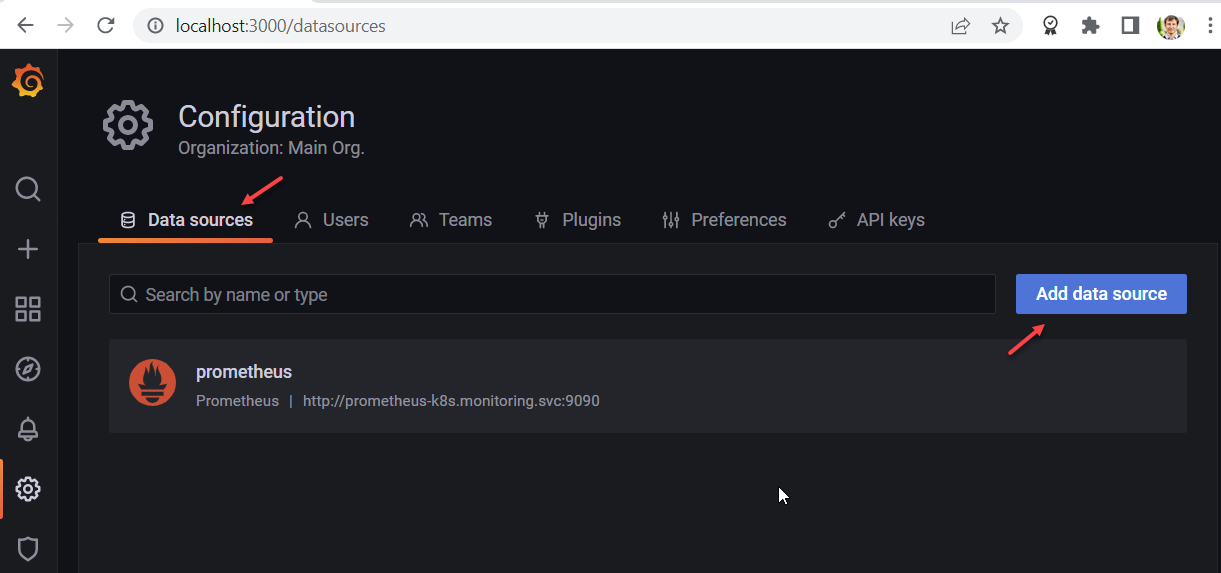 localhost:3000/datasources
Configuration
Organization: Main Org.
Data sources Users Teams Plugins Preferences API keys
Search by name or type Add data source
prometheus
Prometheus | http://prometheus-k8s.monitoring.svc:9090